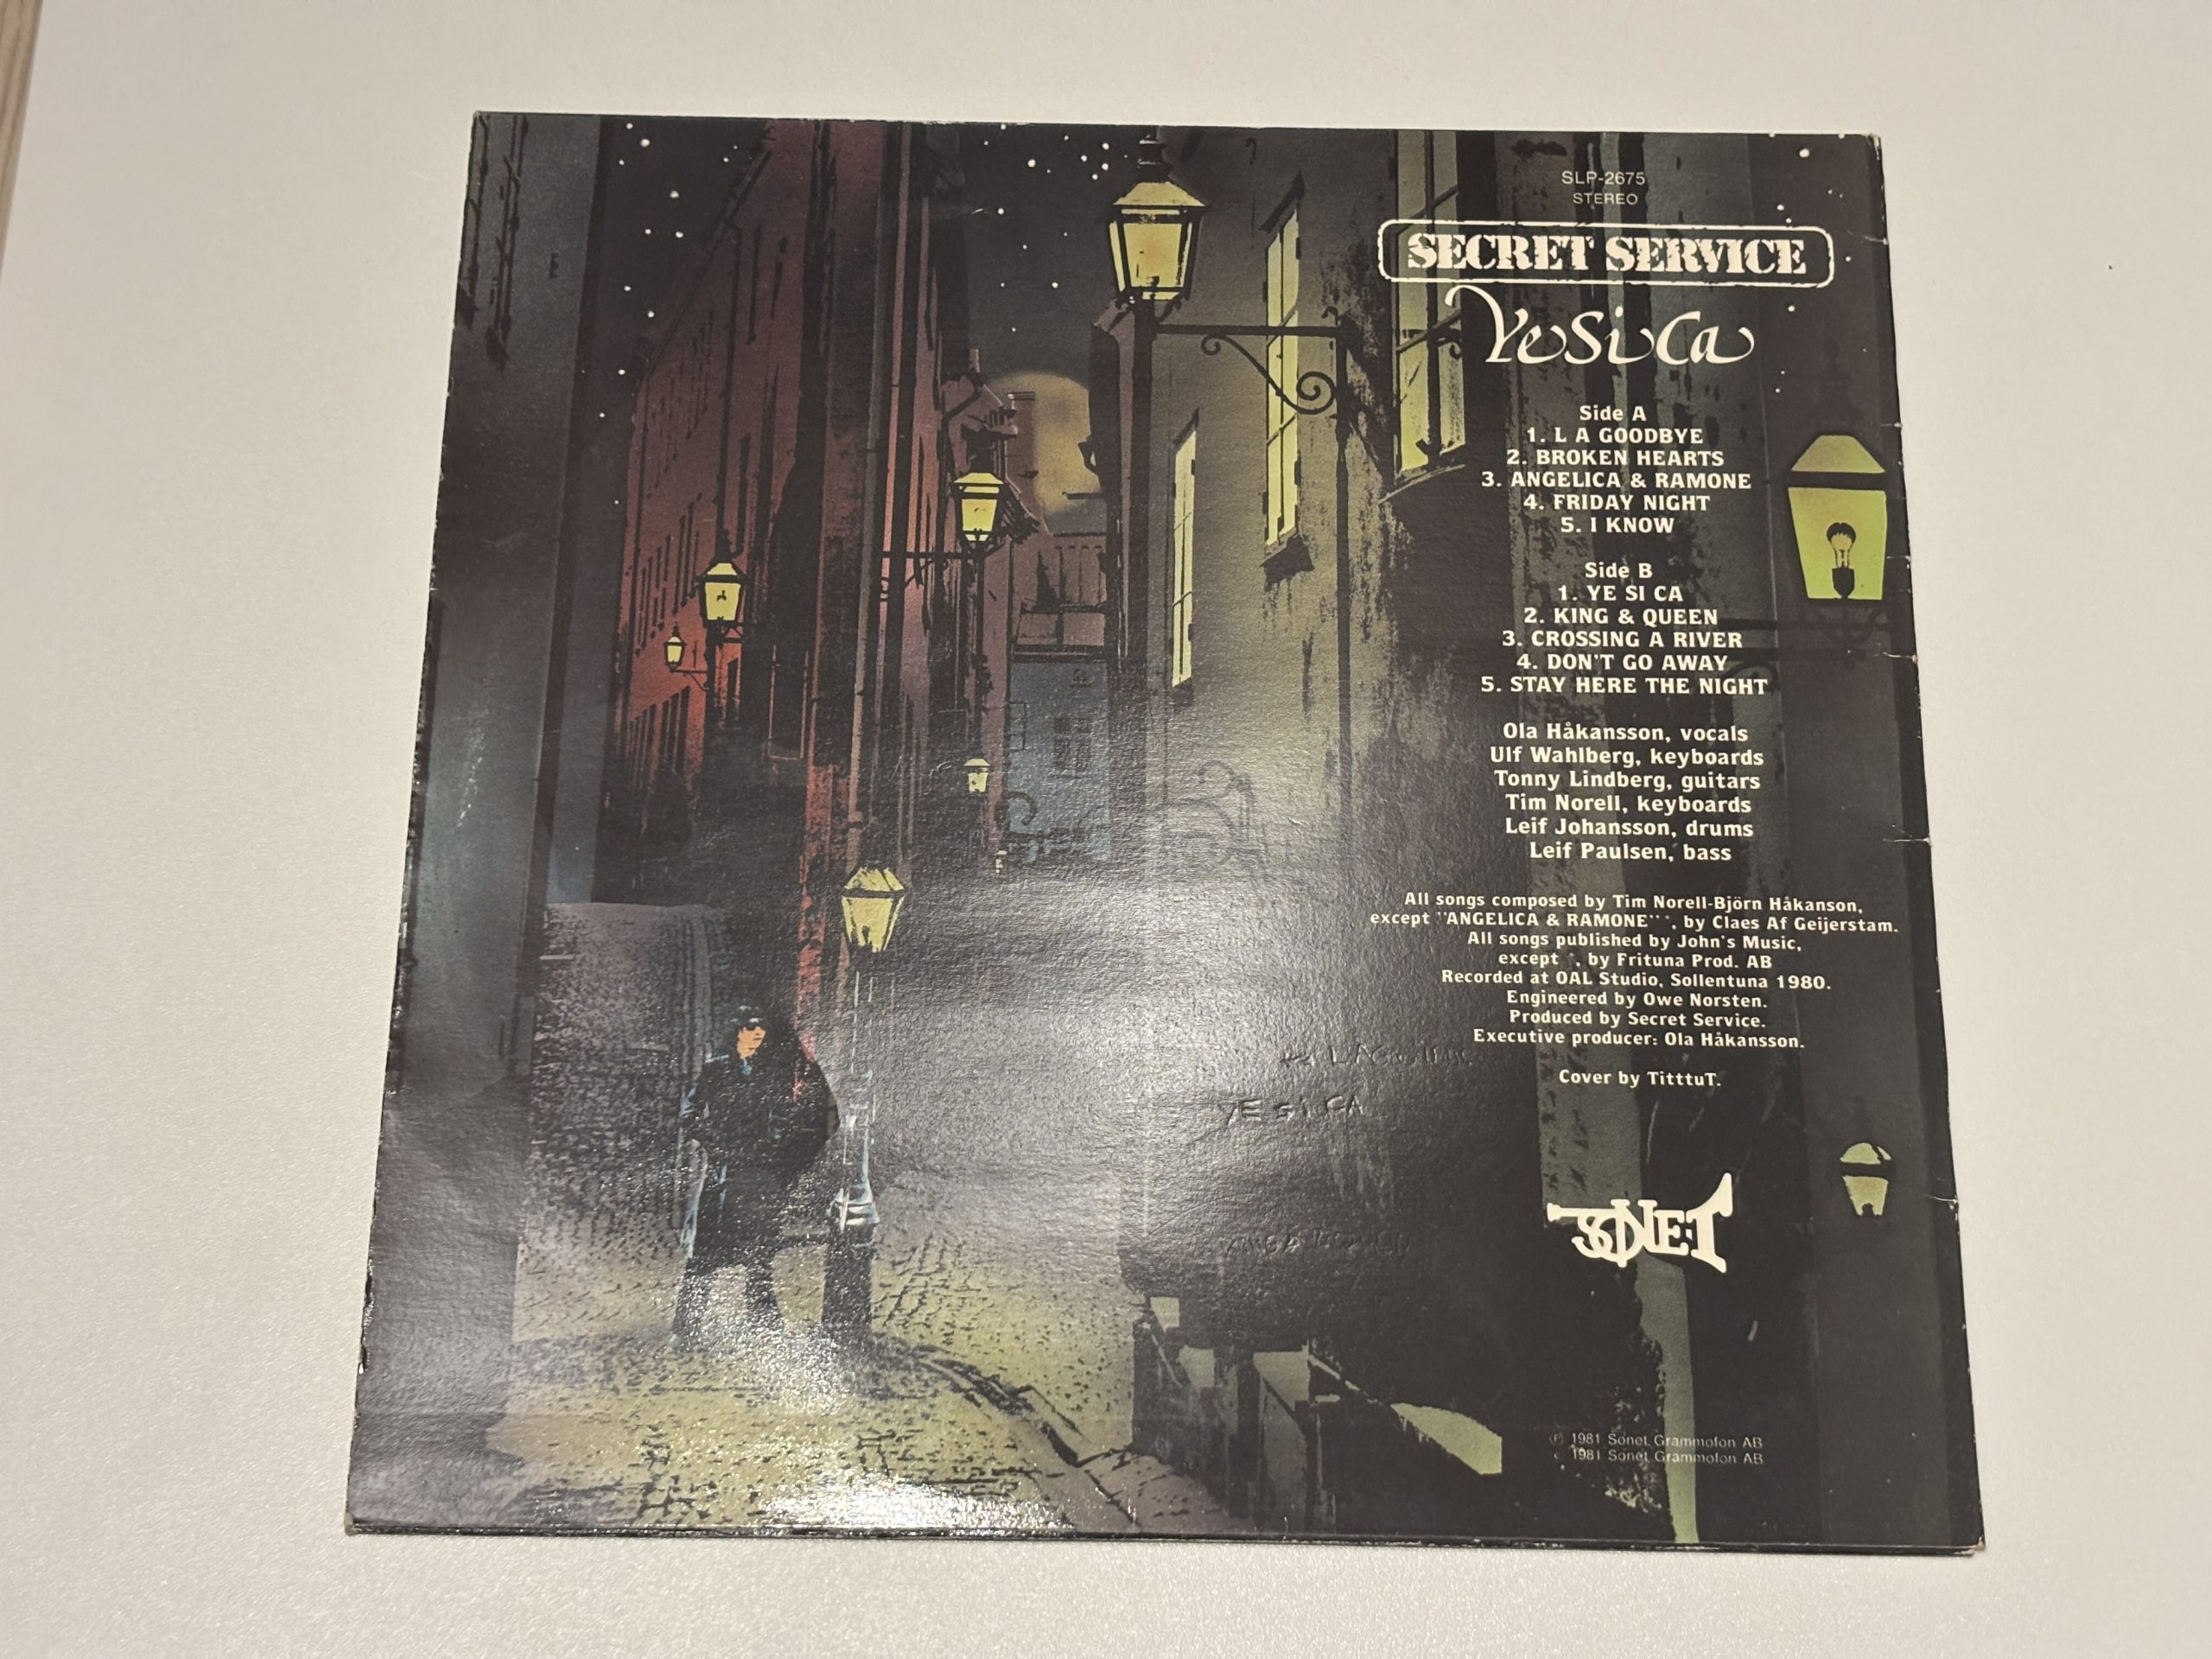 SLP-2675
STEREO
SECRET SERVICE
Ye Si Ca
Side A
1. L A GOODBYE
2. BROKEN HEARTS
3. ANGELICA & RAMONE
4. FRIDAY NIGHT
5. I KNOW
Side B
1. YE SI CA
2. KING & QUEEN
3. CROSSING A RIVER
4. DON'T GO AWAY
5. STAY HERE THE NIGHT
Ola Håkansson, vocals
Ulf Wahlberg, keyboards
Tonny Lindberg, guitars
Tim Norell, keyboards
Leif Johansson, drums
Leif Paulsen, bass
All songs composed by Tim Norell-Björn Håkanson,
except "ANGELICA & RAMONE" *, by Claes Af Geijerstam.
All songs published by John's Music,
except *, by Frituna Prod. AB
Recorded at OAL Studio, Sollentuna 1980.
Engineered by Owe Norsten.
Produced by Secret Service.
Executive producer: Ola Håkansson.
YE SI CA
Cover by TitttuT.
SONET
℗ 1981 Sonet Grammofon AB
© 1981 Sonet Grammofon AB